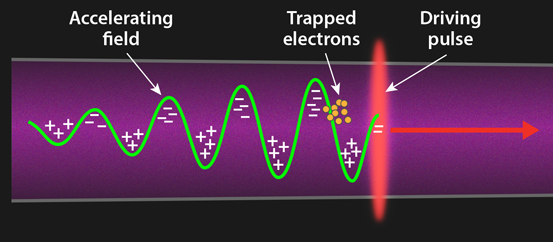 Accelerating
field
Trapped
electrons
Driving
pulse